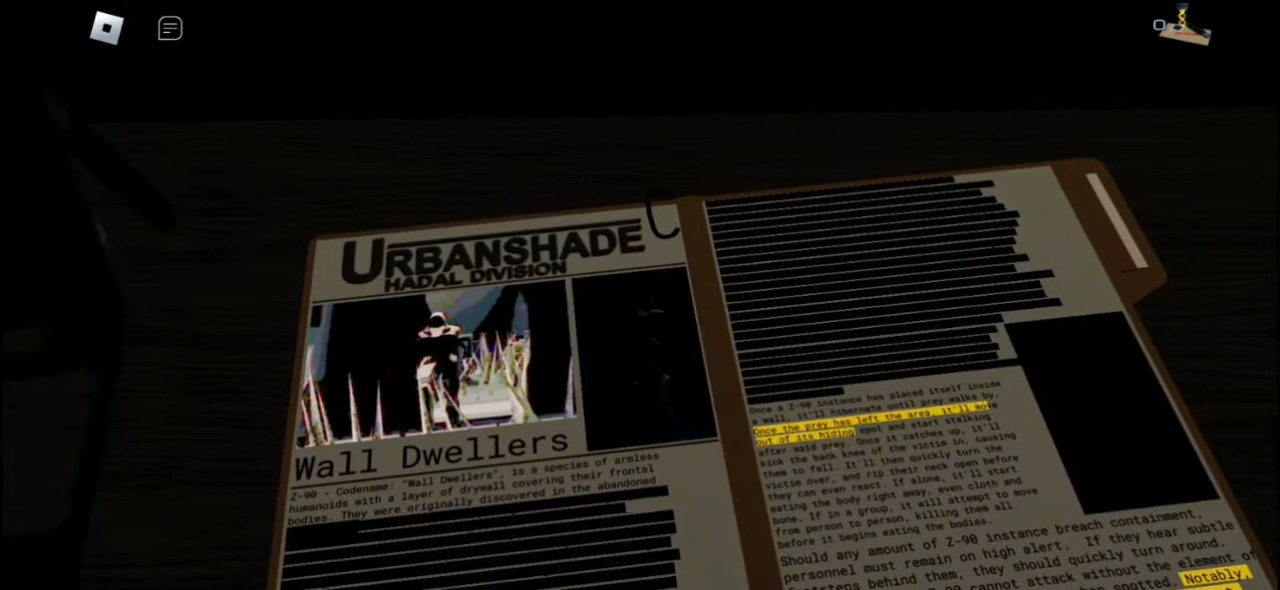 URBANSHADE
HADAL DIVISION
Wall Dwellers
Z-90 - Codename: "Wall Dwellers", is a species of armless
humanoids with a layer of drywall covering their frontal
bodies. They were originally discovered in the abandoned
Once a Z-90 instance has placed itself inside
a wall, it'll hibernate until prey walks by.
Once the prey has left the area, it'll move
out of its hiding spot and start stalking
after said prey. Once it catches up, it'll
kick the back knee of the victim in, causing
them to fall. It'll then quickly turn the
victim over, and rip their neck open before
they can even react. If alone, it'll start
eating the body right away, even cloth and
bone. If in a group, it will attempt to move
from person to person, killing them all
before it begins eating the bodies.
Should any amount of Z-90 instance breach containment,
personnel must remain on high alert. If they hear subtle
footsteps behind them, they should quickly turn around.
Z-90 cannot attack without the element of
spotted. Notably,